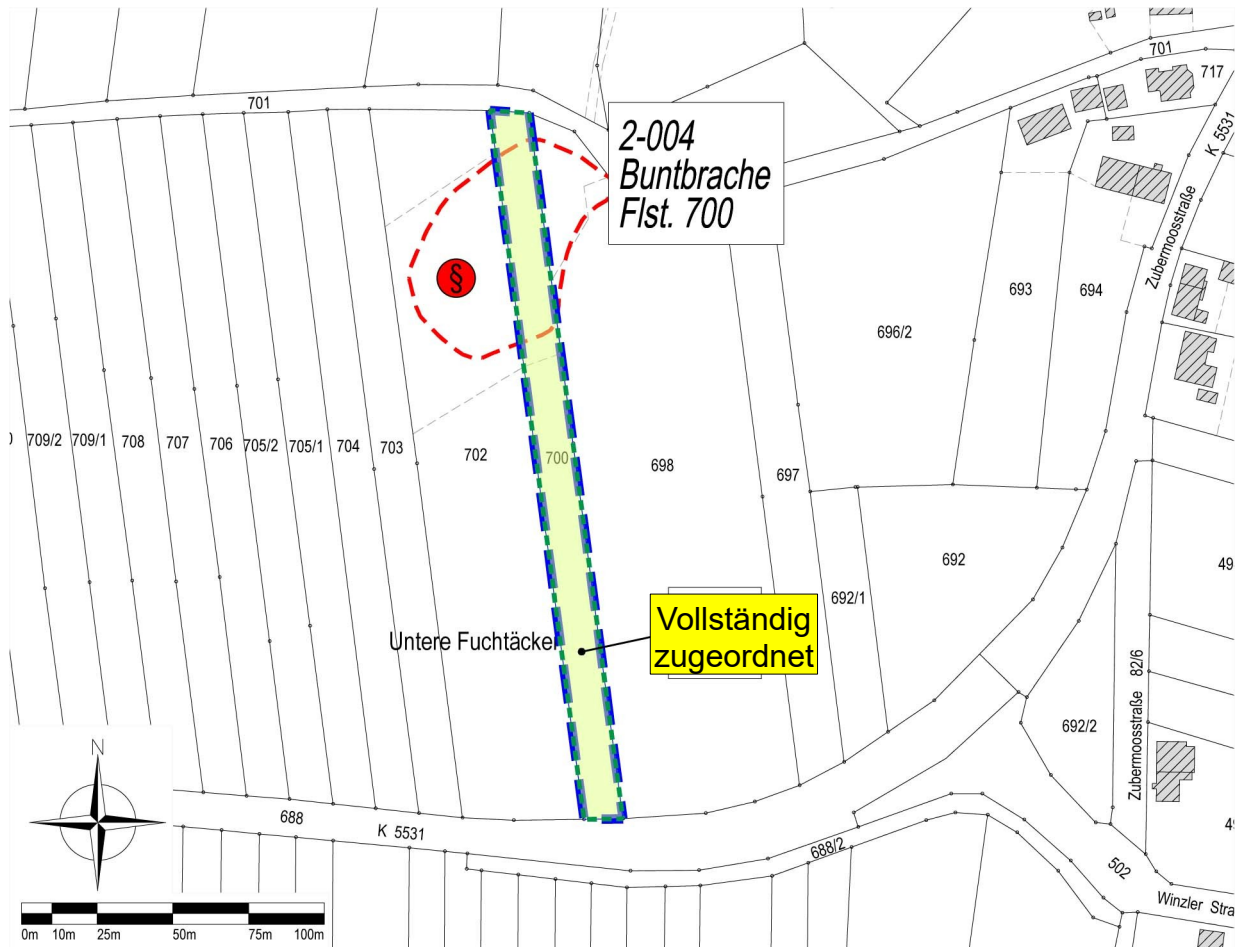 701
717
701
K 5531
2-004
Buntbrache
Flst. 700
Zubermoosstraße
§
693
694
696/2
709/2
709/1
708
707
706
705/2
705/1
704
703
702
700
698
697
692
49
692/1
Vollständig
zugeordnet
Untere Fuchtäcker
82/6
Zubermoosstraße
692/2
N
688
K 5531
688/2
502
Winzler Stra
0m 10m 25m 50m 75m 100m